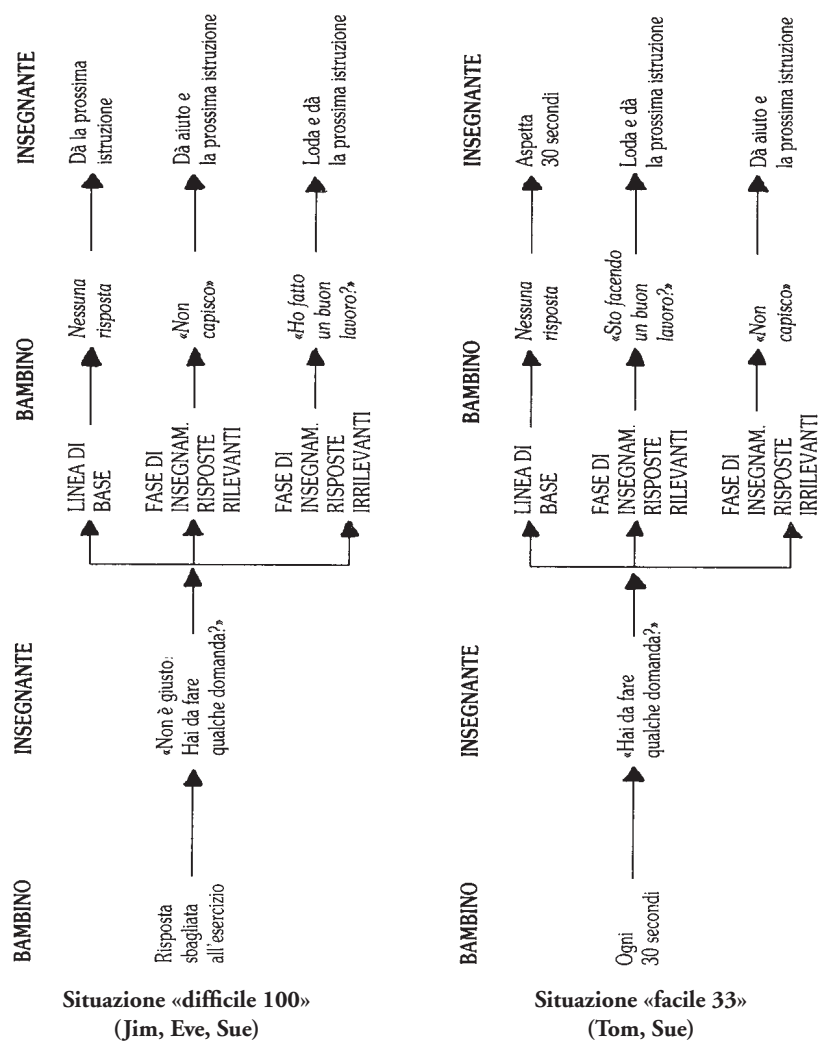 BAMBINO
INSEGNANTE
BAMBINO
INSEGNANTE
Risposta
sbagliata
all'esercizio
«Non è giusto:
Hai da fare
qualche domanda?»
LINEA DI
BASE
Nessuna
risposta
Dà la prossima
istruzione
FASE DI
INSEGNAM.
RISPOSTE
RILEVANTI
«Non
capisco»
Dà aiuto e
la prossima istruzione
FASE DI
INSEGNAM.
RISPOSTE
IRRILEVANTI
«Ho fatto
un buon
lavoro?»
Loda e dà
la prossima istruzione
Situazione «difficile 100»
(Jim, Eve, Sue)
BAMBINO
INSEGNANTE
BAMBINO
INSEGNANTE
Ogni
30 secondi
«Hai da fare
qualche domanda?»
LINEA DI
BASE
Nessuna
risposta
Aspetta
30 secondi
FASE DI
INSEGNAM.
RISPOSTE
RILEVANTI
«Sto facendo
un buon
lavoro?»
Loda e dà
la prossima istruzione
FASE DI
INSEGNAM.
RISPOSTE
IRRILEVANTI
«Non
capisco»
Dà aiuto e
la prossima istruzione
Situazione «facile 33»
(Tom, Sue)